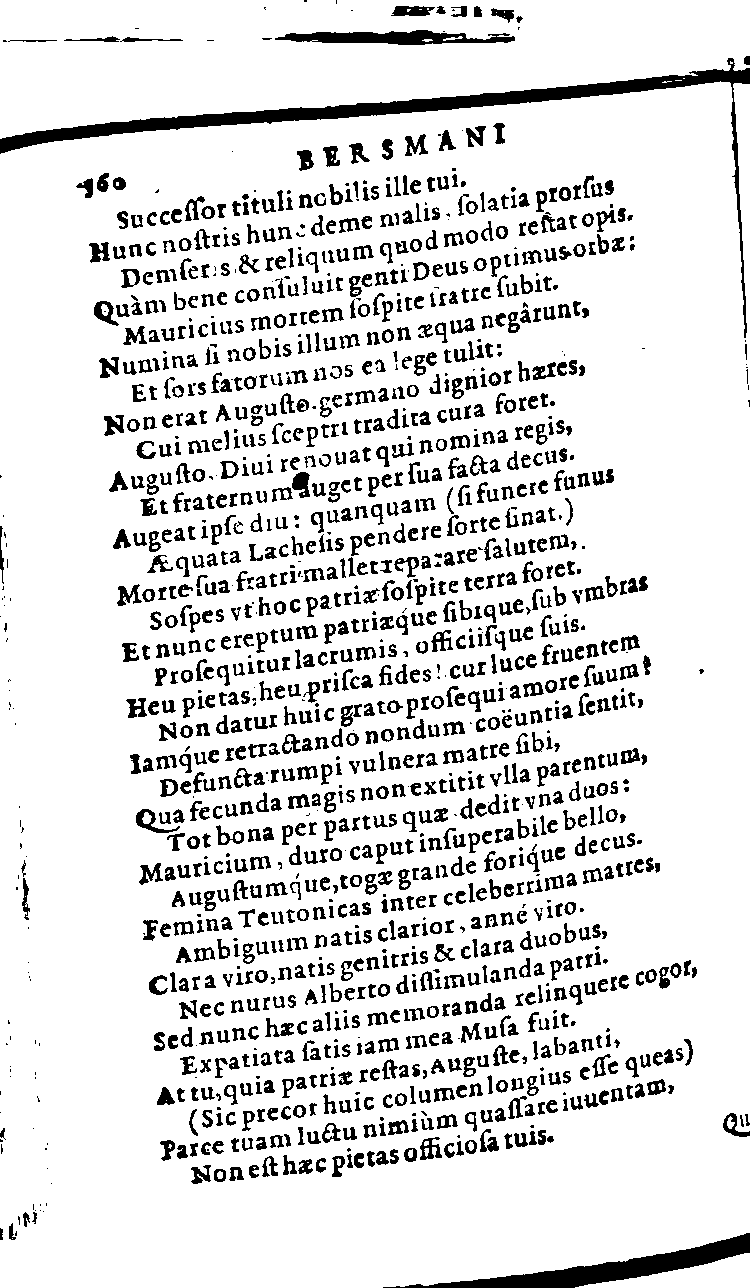 BERSMANI
160
Succeſſor tituli nobilis ille tui.
Hunc noſtris hunc deme malis, ſolatia prorſus
Demſeris & reliquum quod modo reſtat opis.
Quàm bene conſuluit genti Deus optimus orbæ:
Mauricius mortem ſoſpite fratre ſubit.
Numina ſi nobis illum non æqua negârunt,
Et ſors fatorum nos ea lege tulit:
Non erat Auguſto germano dignior hæres,
Cui melius ſceptri tradita cura foret.
Auguſto, Diui renouat qui nomina regis,
Et fraternum auget per ſua facta decus.
Augeat ipſe diu: quanquam (ſi funere funus
Æquata Lacheſis pendere ſorte ſinat.)
Morte ſua fratri mallet reparare ſalutem,
Soſpes vt hoc patriæ ſoſpite terra foret.
Et nunc ereptum patriæq́ue ſibique, ſub vmbras
Proſequitur lacrumis, officiiſque ſuis.
Heu pietas, heu priſca fides! cur luce fruentem
Non datur huic grato proſequi amore ſuum?
Iamq́ue retractando nondum coëuntia ſentit,
Defuncta rumpi vulnera matre ſibi,
Qua fecunda magis non extitit vlla parentum,
Tot bona per partus quæ dedit vna duos:
Mauricium, duro caput inſuperabile bello,
Auguſtumq́ue, togæ grande foriq́ue decus.
Femina Teutonicas inter celeberrima matres,
Ambiguum natis clarior, anné viro.
Clara viro, natis genitris & clara duobus,
Nec nurus Alberto diſſimulanda patri.
Sed nunc hæc aliis memoranda relinquere cogor,
Expatiata ſatis iam mea Muſa fuit.
At tu, quia patriæ reſtas, Auguſte, labanti,
(Sic precor huic columen longius eſſe queas)
Parce tuam luctu nimiùm quaſſare iuuentam,
Non eſt hæc pietas officioſa tuis.